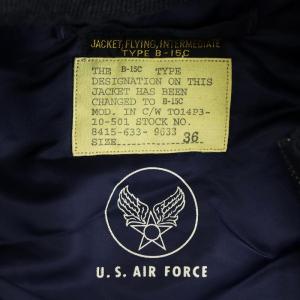 JACKET, FLYING, INTERMEDIATE
TYPE B-15C
THE B-15C TYPE
DESIGNATION ON THIS
JACKET HAS BEEN
CHANGED TO B-15C
MOD. IN C/W TO14P3-
10-501 STOCK NO.
8415-633-9633
SIZE 36
U.S. AIR FORCE